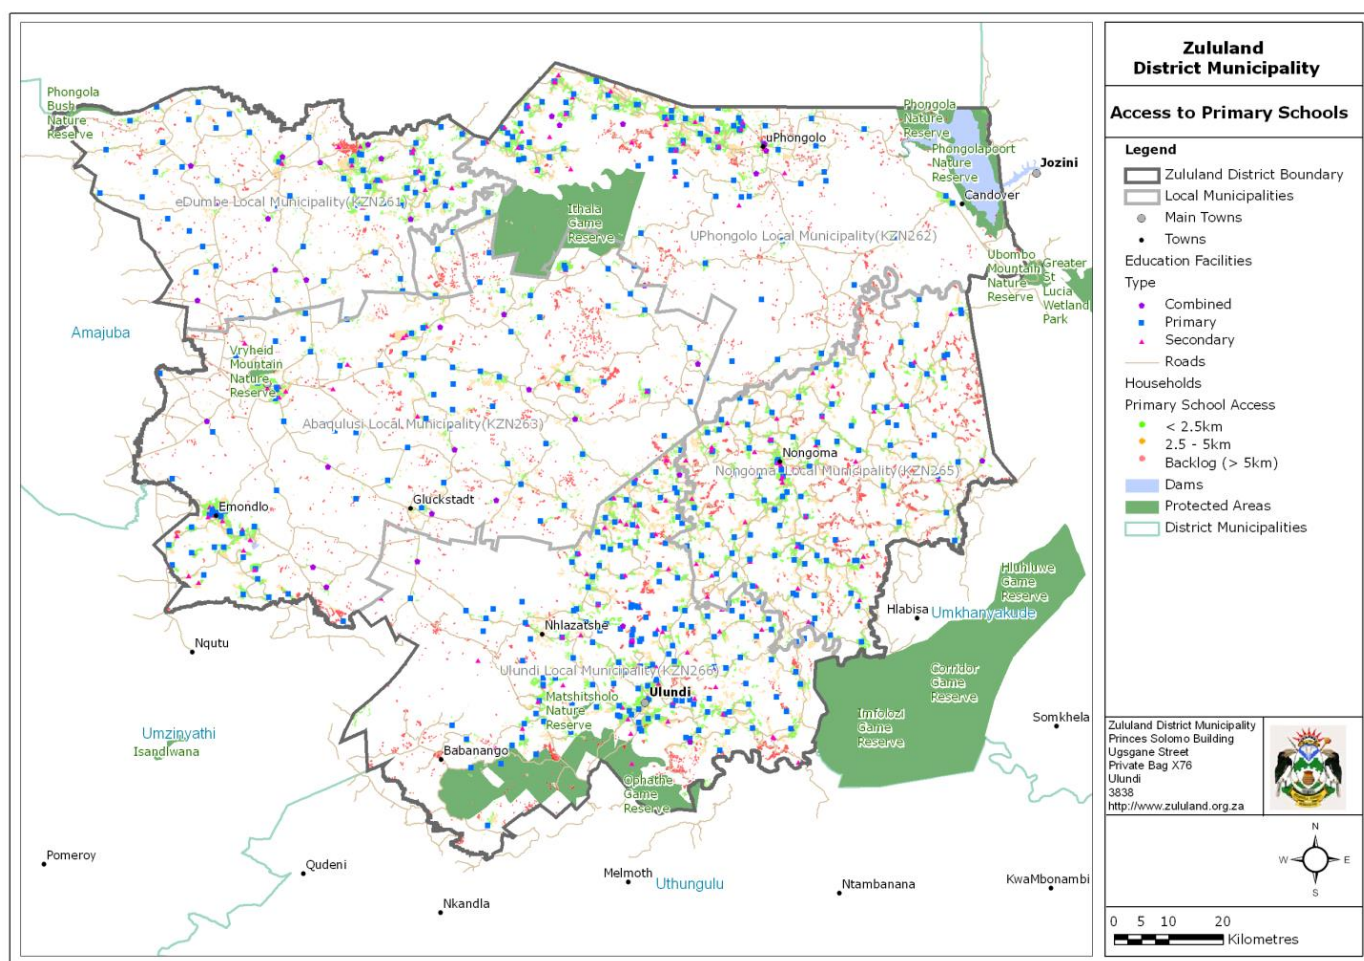 Phongola
Bush
Nature
Reserve
eDumbe Local Municipality(KZN261)
Ithala
Game
Reserve
uPhongolo
UPhongolo Local Municipality(KZN262)
Phongola
Nature
Reserve
Phongolapoort
Nature
Reserve
Jozini
Candover
Ubombo
Mountain
Nature
Reserve
Greater
St
Lucia
Wetland
Park
Amajuba
Vryheid
Mountain
Nature
Reserve
Abaqulusi Local Municipality(KZN263)
Nongoma
Nongoma Local Municipality(KZN265)
Emondlo
Gluckstadt
Hluhluwe
Game
Reserve
Hlabisa
Umkhanyakude
Nqutu
Nhlazatshe
Ulundi Local Municipality(KZN266)
Ulundi
Matshitsholo
Nature
Reserve
Corridor
Game
Reserve
Imfolozi
Game
Reserve
Somkhela
Umzinyathi
Isandlwana
Babanango
Ophathe
Game
Reserve
Pomeroy
Qudeni
Melmoth
Uthungulu
Ntambanana
KwaMbonambi
Nkandla
Zululand
District Municipality
Access to Primary Schools
Legend
Zululand District Boundary
Local Municipalities
Main Towns
Towns
Education Facilities
Type
Combined
Primary
Secondary
Roads
Households
Primary School Access
< 2.5km
2.5 - 5km
Backlog (> 5km)
Dams
Protected Areas
District Municipalities
Zululand District Municipality
Princes Solomo Building
Ugsgane Street
Private Bag X76
Ulundi
3838
http://www.zululand.org.za
N
W E
S
0 5 10 20
Kilometres